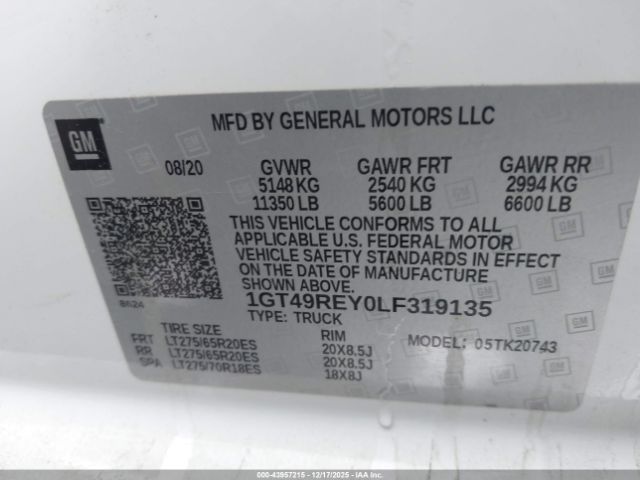 GM
MFD BY GENERAL MOTORS LLC
08/20 GVWR GAWR FRT GAWR RR
5148 KG 2540 KG 2994 KG
11350 LB 5600 LB 6600 LB
THIS VEHICLE CONFORMS TO ALL
APPLICABLE U.S. FEDERAL MOTOR
VEHICLE SAFETY STANDARDS IN EFFECT
ON THE DATE OF MANUFACTURE
SHOWN ABOVE.
1GT49REY0LF319135
TYPE: TRUCK
8624
TIRE SIZE RIM MODEL: 05TK20743
FRT LT275/65R20ES 20X8.5J
RR LT275/65R20ES 20X8.5J
SPA LT275/70R18ES 18X8J
000-43957215 - 12/17/2025 - IAAI.COM